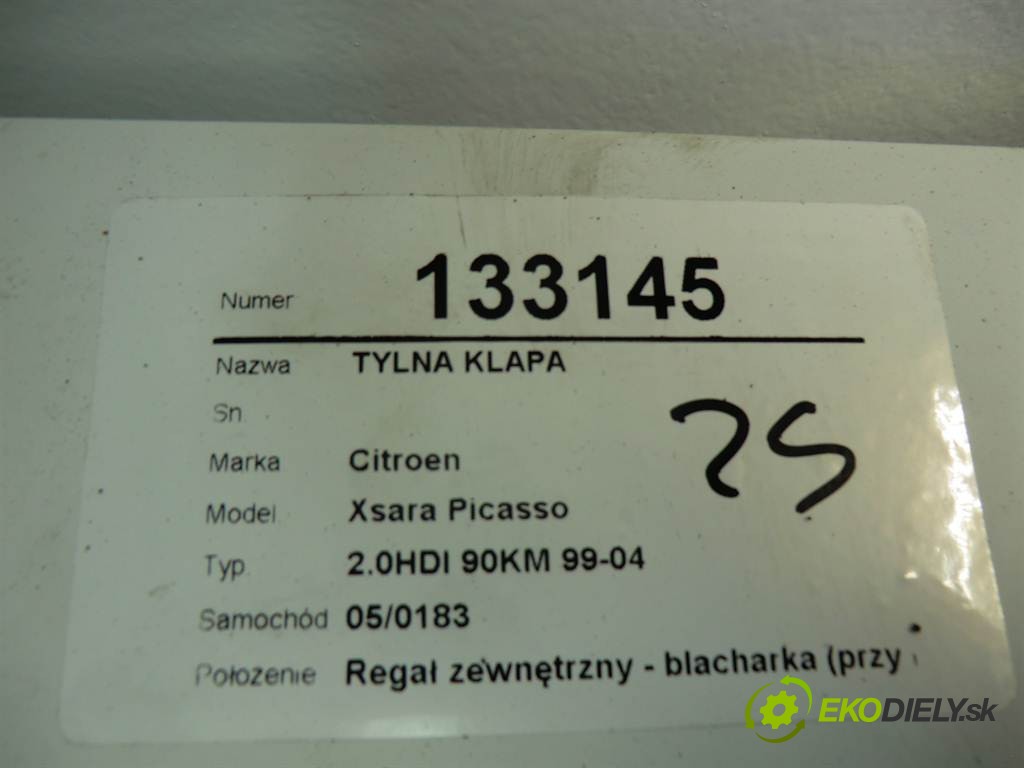 Numer 133145
Nazwa TYLNA KLAPA
Sn.
Marka Citroen
Model Xsara Picasso
Typ. 2.0HDI 90KM 99-04
Samochód 05/0183
Położenie Regał zewnętrzny - blacharka (przy
EKODIELY.sk